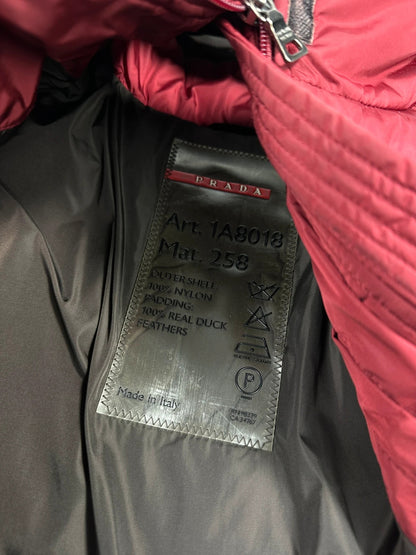 PRADA
Art. 1A8018
Mat. 258
OUTER SHELL
100% NYLON
PADDING:
100% REAL DUCK
FEATHERS
P
Made in Italy